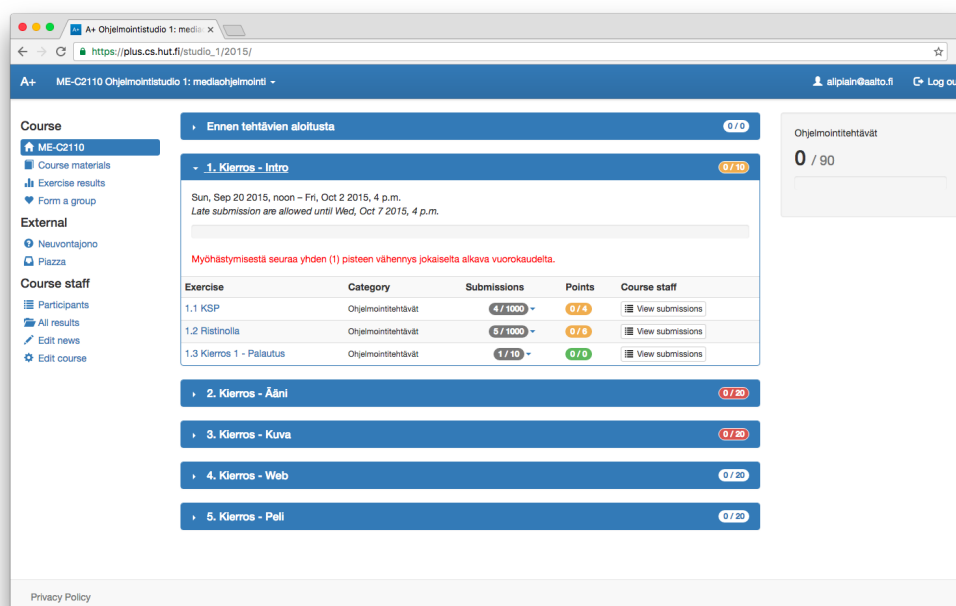 A+ Ohjelmointistudio 1: media
https://plus.cs.hut.fi/studio_1/2015/
A+ ME-C2110 Ohjelmointistudio 1: mediaohjelmointi
aliplain@aalto.fi Log ou
Course
ME-C2110
Course materials
Exercise results
Form a group
External
Neuvontajono
Piazza
Course staff
Participants
All results
Edit news
Edit course
Ennen tehtävien aloitusta 0 / 0
1. Kierros - Intro 0 / 10
Sun, Sep 20 2015, noon – Fri, Oct 2 2015, 4 p.m.
Late submission are allowed until Wed, Oct 7 2015, 4 p.m.
Myöhästymisestä seuraa yhden (1) pisteen vähennys jokaiselta alkava vuorokaudelta.
Exercise Category Submissions Points Course staff
1.1 KSP Ohjelmointitehtävät 4 / 1000 0 / 4 View submissions
1.2 Ristinolla Ohjelmointitehtävät 5 / 1000 0 / 6 View submissions
1.3 Kierros 1 - Palautus Ohjelmointitehtävät 1 / 10 0 / 0 View submissions
2. Kierros - Ääni 0 / 20
3. Kierros - Kuva 0 / 20
4. Kierros - Web 0 / 20
5. Kierros - Peli 0 / 20
Ohjelmointitehtävät
0 / 90
Privacy Policy